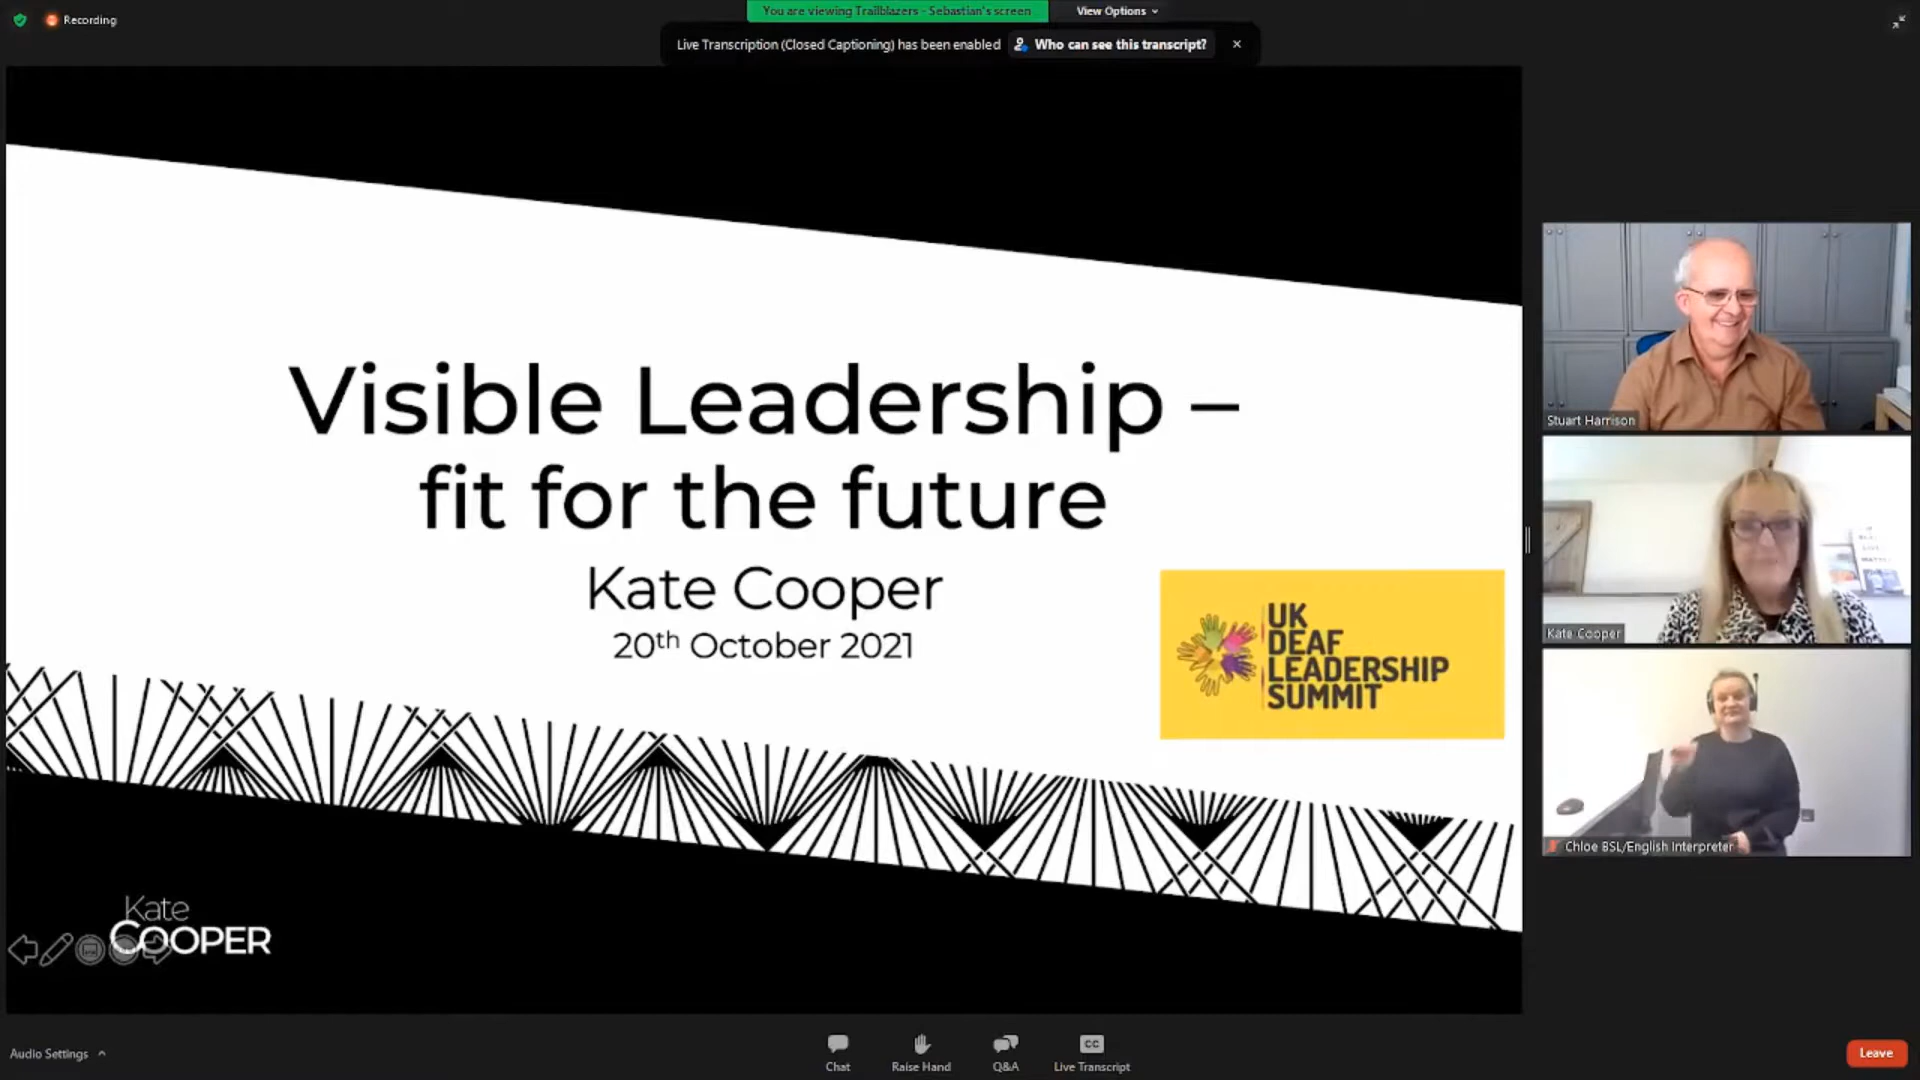 Recording
You are viewing Trailblazers - Sebastian's screen
View Options
Live Transcription (Closed Captioning) has been enabled
Who can see this transcript?
Visible Leadership –
fit for the future
Kate Cooper
20th October 2021
UK
DEAF
LEADERSHIP
SUMMIT
Kate
COOPER
Stuart Harrison
Kate Cooper
Chloe BSL/English Interpreter
Audio Settings
Chat
Raise Hand
Q&A
CC
Live Transcript
Leave